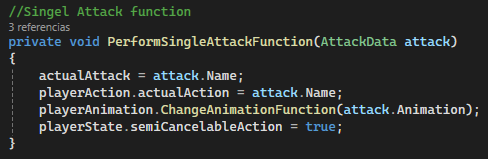 //Singel Attack function
3 referencias
private void PerformSingleAttackFunction(AttackData attack)
{
    actualAttack = attack.Name;
    playerAction.actualAction = attack.Name;
    playerAnimation.ChangeAnimationFunction(attack.Animation);
    playerState.semiCancelableAction = true;
}